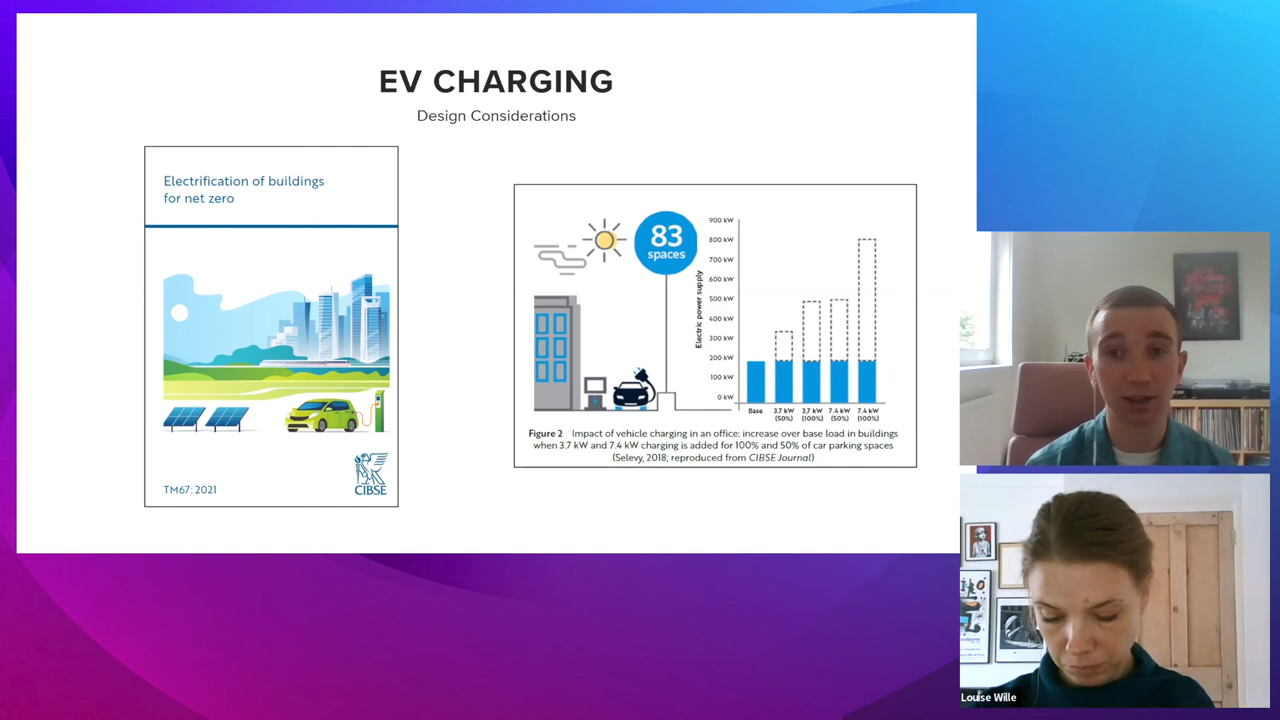 EV CHARGING
Design Considerations
Electrification of buildings
for net zero
TM67: 2021
CIBSE
83
spaces
Electric power supply
900 kW
800 kW
700 kW
600 kW
500 kW
400 kW
300 kW
200 kW
100 kW
0 kW
Base
3.7 kW
(50%)
3.7 kW
(100%)
7.4 kW
(50%)
7.4 kW
(100%)
Figure 2 Impact of vehicle charging in an office: increase over base load in buildings
when 3.7 kW and 7.4 kW charging is added for 100% and 50% of car parking spaces
(Selevy, 2018; reproduced from CIBSE Journal)
Louise Wille